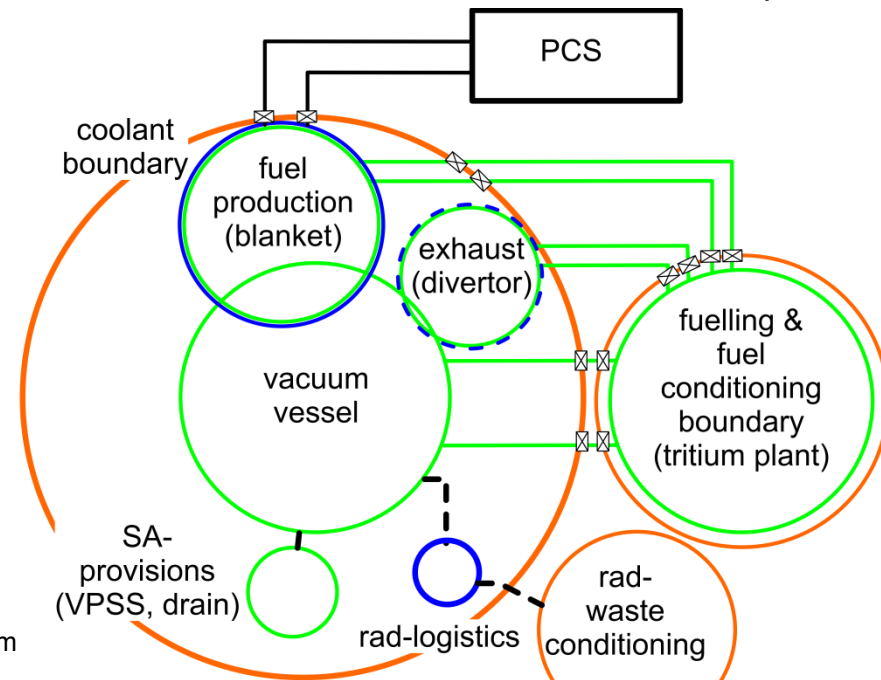 PCS
coolant
boundary
fuel
production
(blanket)
exhaust
(divertor)
fuelling &
fuel
conditioning
boundary
(tritium plant)
vacuum
vessel
SA-
provisions
(VPSS, drain)
rad-logistics
rad-
waste
conditioning
m